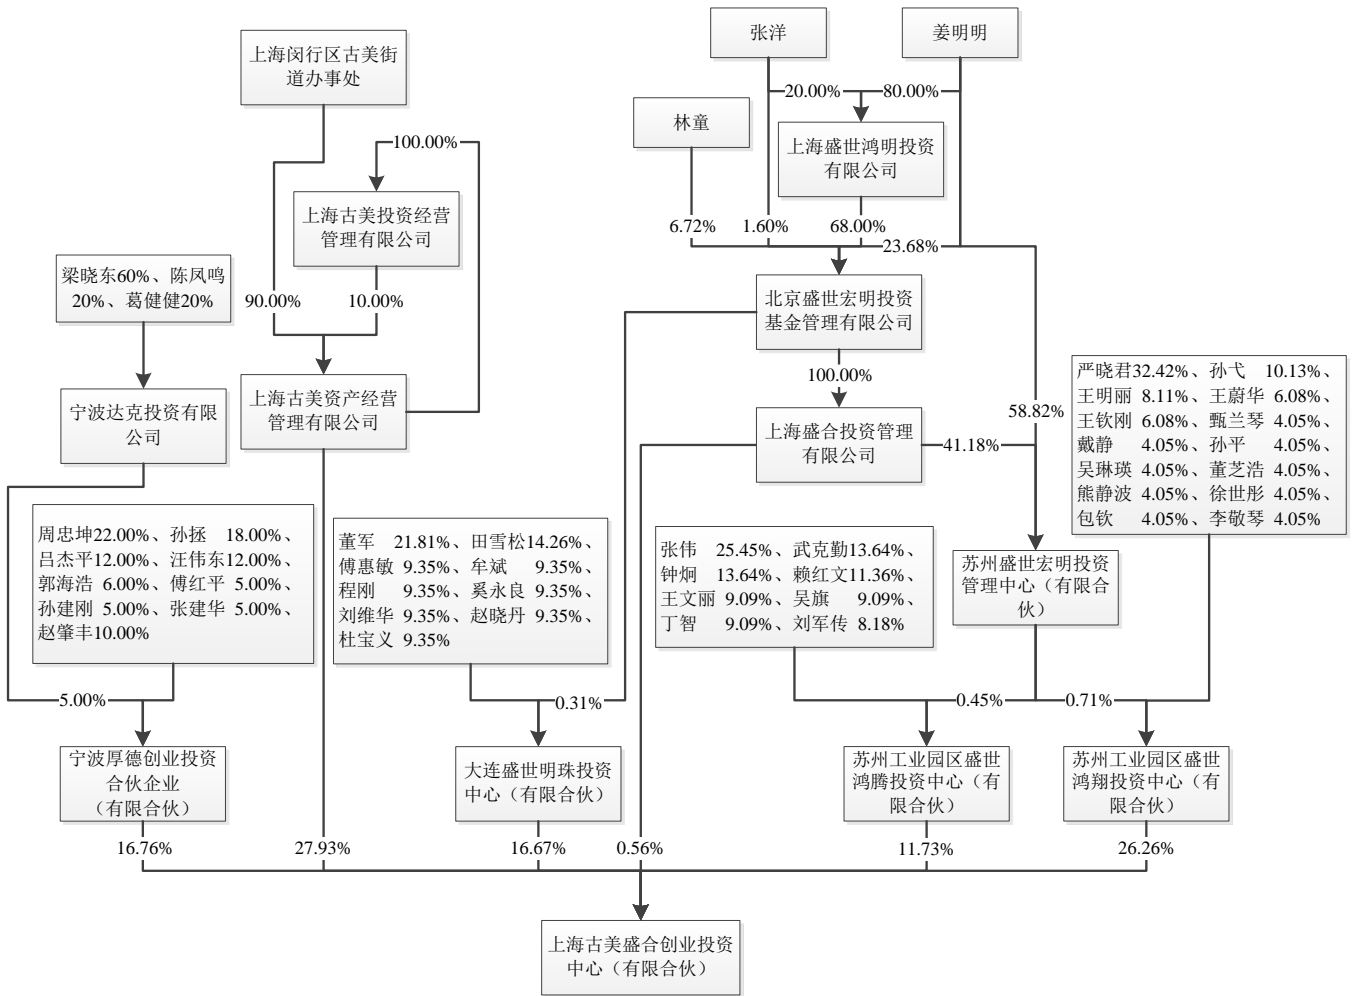 张洋
姜明明
上海闵行区古美街
道办事处
20.00%
80.00%
林童
上海盛世鸿明投资
有限公司
100.00%
上海古美投资经营
管理有限公司
6.72%
1.60%
68.00%
23.68%
梁晓东60%、陈凤鸣
20%、葛健健20%
90.00%
10.00%
北京盛世宏明投资
基金管理有限公司
100.00%
宁波达克投资有限
公司
上海古美资产经营
管理有限公司
上海盛合投资管理
有限公司
41.18%
58.82%
严晓君32.42%、孙弋 10.13%、
王明丽 8.11%、王蔚华 6.08%、
王钦刚 6.08%、甄兰琴 4.05%、
戴静 4.05%、孙平 4.05%、
吴琳瑛 4.05%、董芝浩 4.05%、
熊静波 4.05%、徐世彤 4.05%、
包钦 4.05%、李敬琴 4.05%
周忠坤22.00%、孙拯 18.00%、
吕杰平12.00%、汪伟东12.00%、
郭海浩 6.00%、傅红平 5.00%、
孙建刚 5.00%、张建华 5.00%、
赵肇丰10.00%
董军 21.81%、田雪松14.26%、
傅惠敏 9.35%、牟斌 9.35%、
程刚 9.35%、奚永良 9.35%、
刘维华 9.35%、赵晓丹 9.35%、
杜宝义 9.35%
张伟 25.45%、武克勤13.64%、
钟炯 13.64%、赖红文11.36%、
王文丽 9.09%、吴旗 9.09%、
丁智 9.09%、刘军传 8.18%
苏州盛世宏明投资
管理中心（有限合
伙）
5.00%
0.31%
0.45%
0.71%
宁波厚德创业投资
合伙企业
（有限合伙）
大连盛世明珠投资
中心（有限合伙）
苏州工业园区盛世
鸿腾投资中心（有
限合伙）
苏州工业园区盛世
鸿翔投资中心（有
限合伙）
16.76%
27.93%
16.67%
0.56%
11.73%
26.26%
上海古美盛合创业投资
中心（有限合伙）